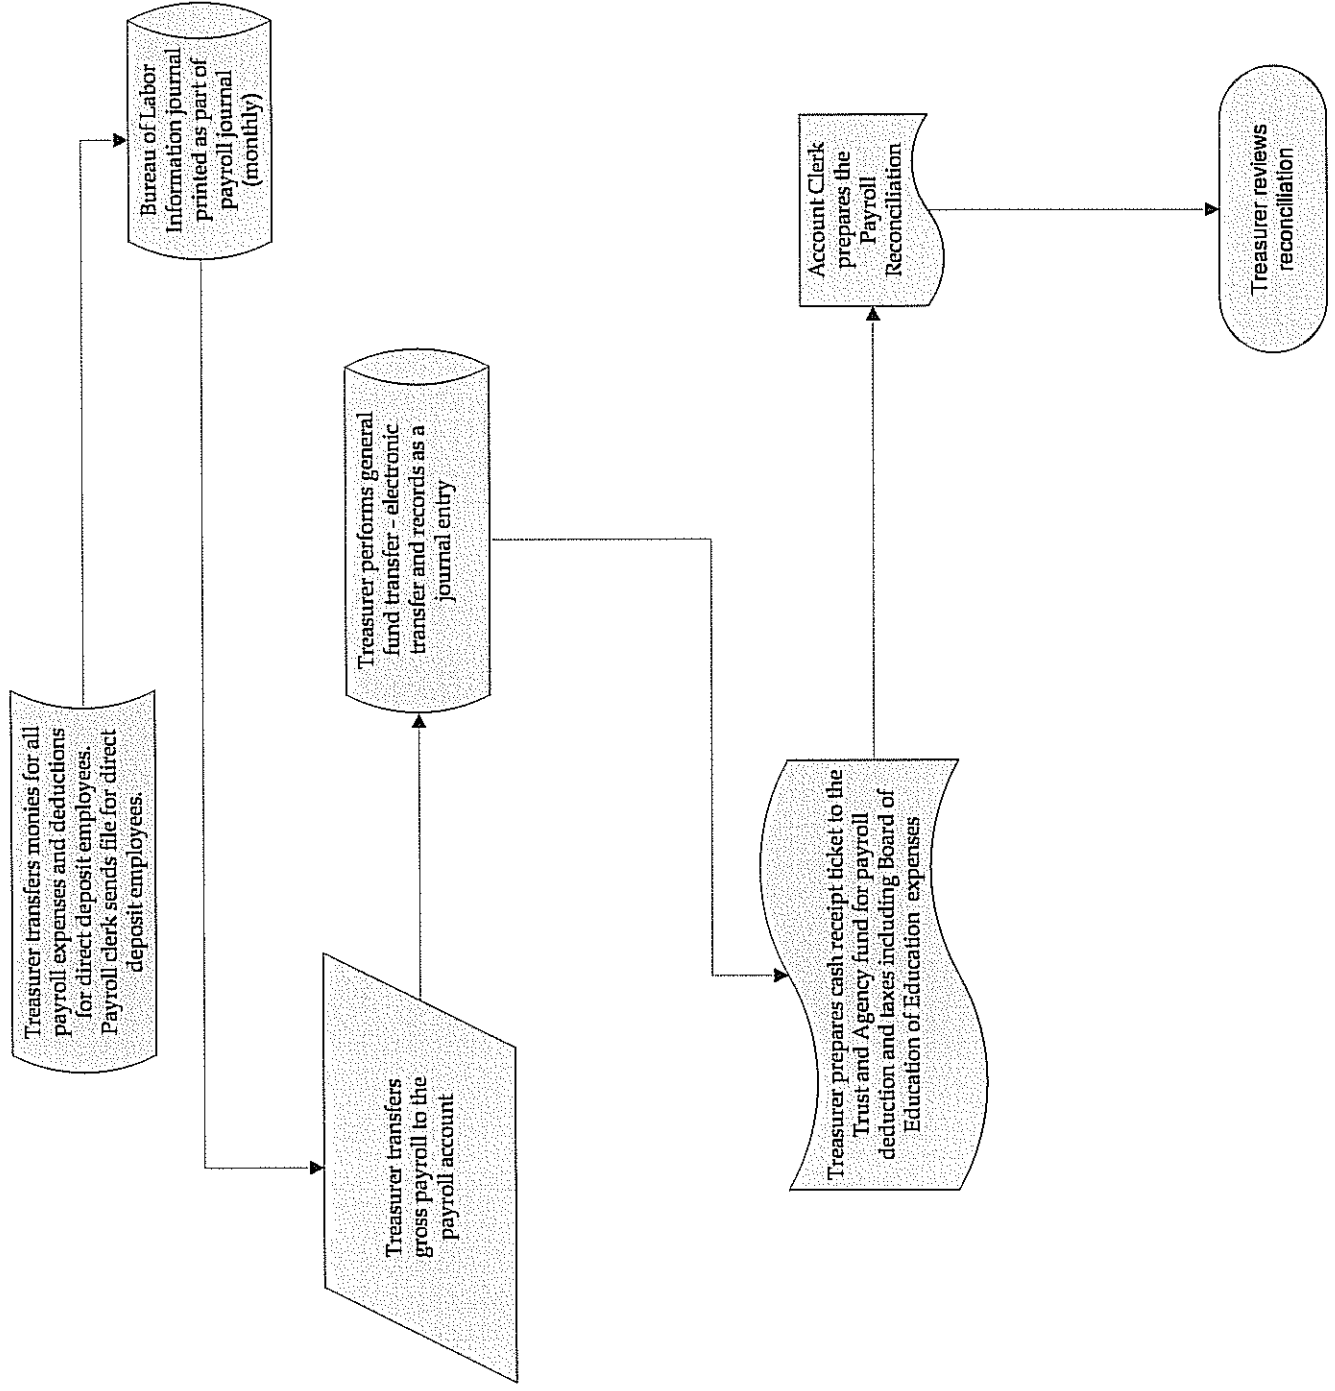 Treasurer transfers monies for all
payroll expenses and deductions
for direct deposit employees.
Payroll clerk sends file for direct
deposit employees.
Bureau of Labor
Information journal
printed as part of
payroll journal
(monthly)
Treasurer transfers
gross payroll to the
payroll account
Treasurer performs general
fund transfer - electronic
transfer and records as a
journal entry
Treasurer prepares cash receipt ticket to the
Trust and Agency fund for payroll
deduction and taxes including Board of
Education of Education expenses
Account Clerk
prepares the
Payroll
Reconciliation
Treasurer reviews
reconciliation